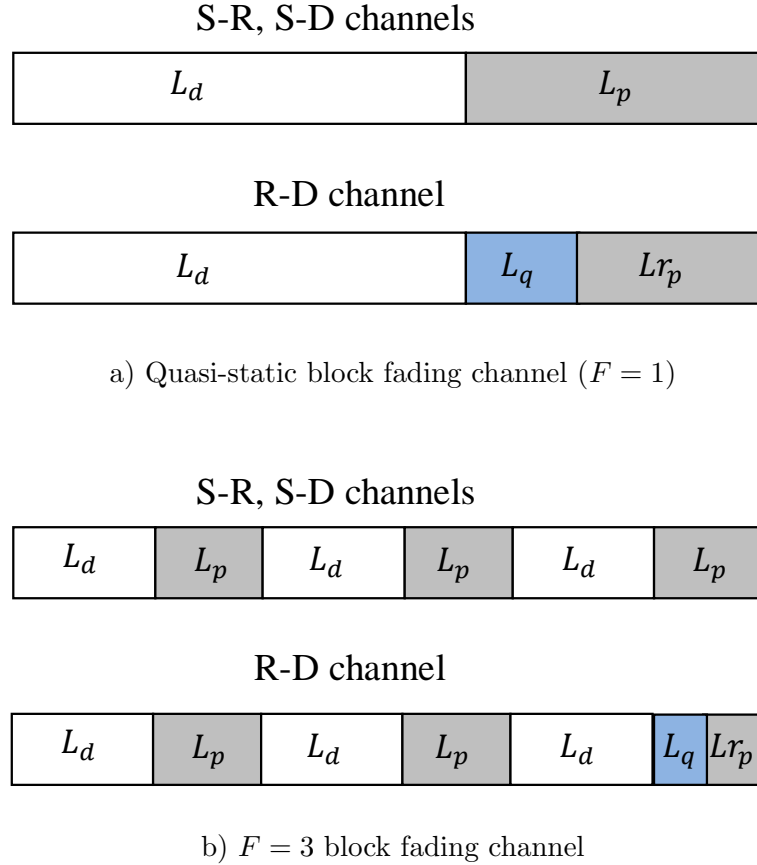 S-R, S-D channels
L_d L_p
R-D channel
L_d L_q Lr_p
a) Quasi-static block fading channel (F = 1)
S-R, S-D channels
L_d L_p L_d L_p L_d L_p
R-D channel
L_d L_p L_d L_p L_d L_q Lr_p
b) F = 3 block fading channel